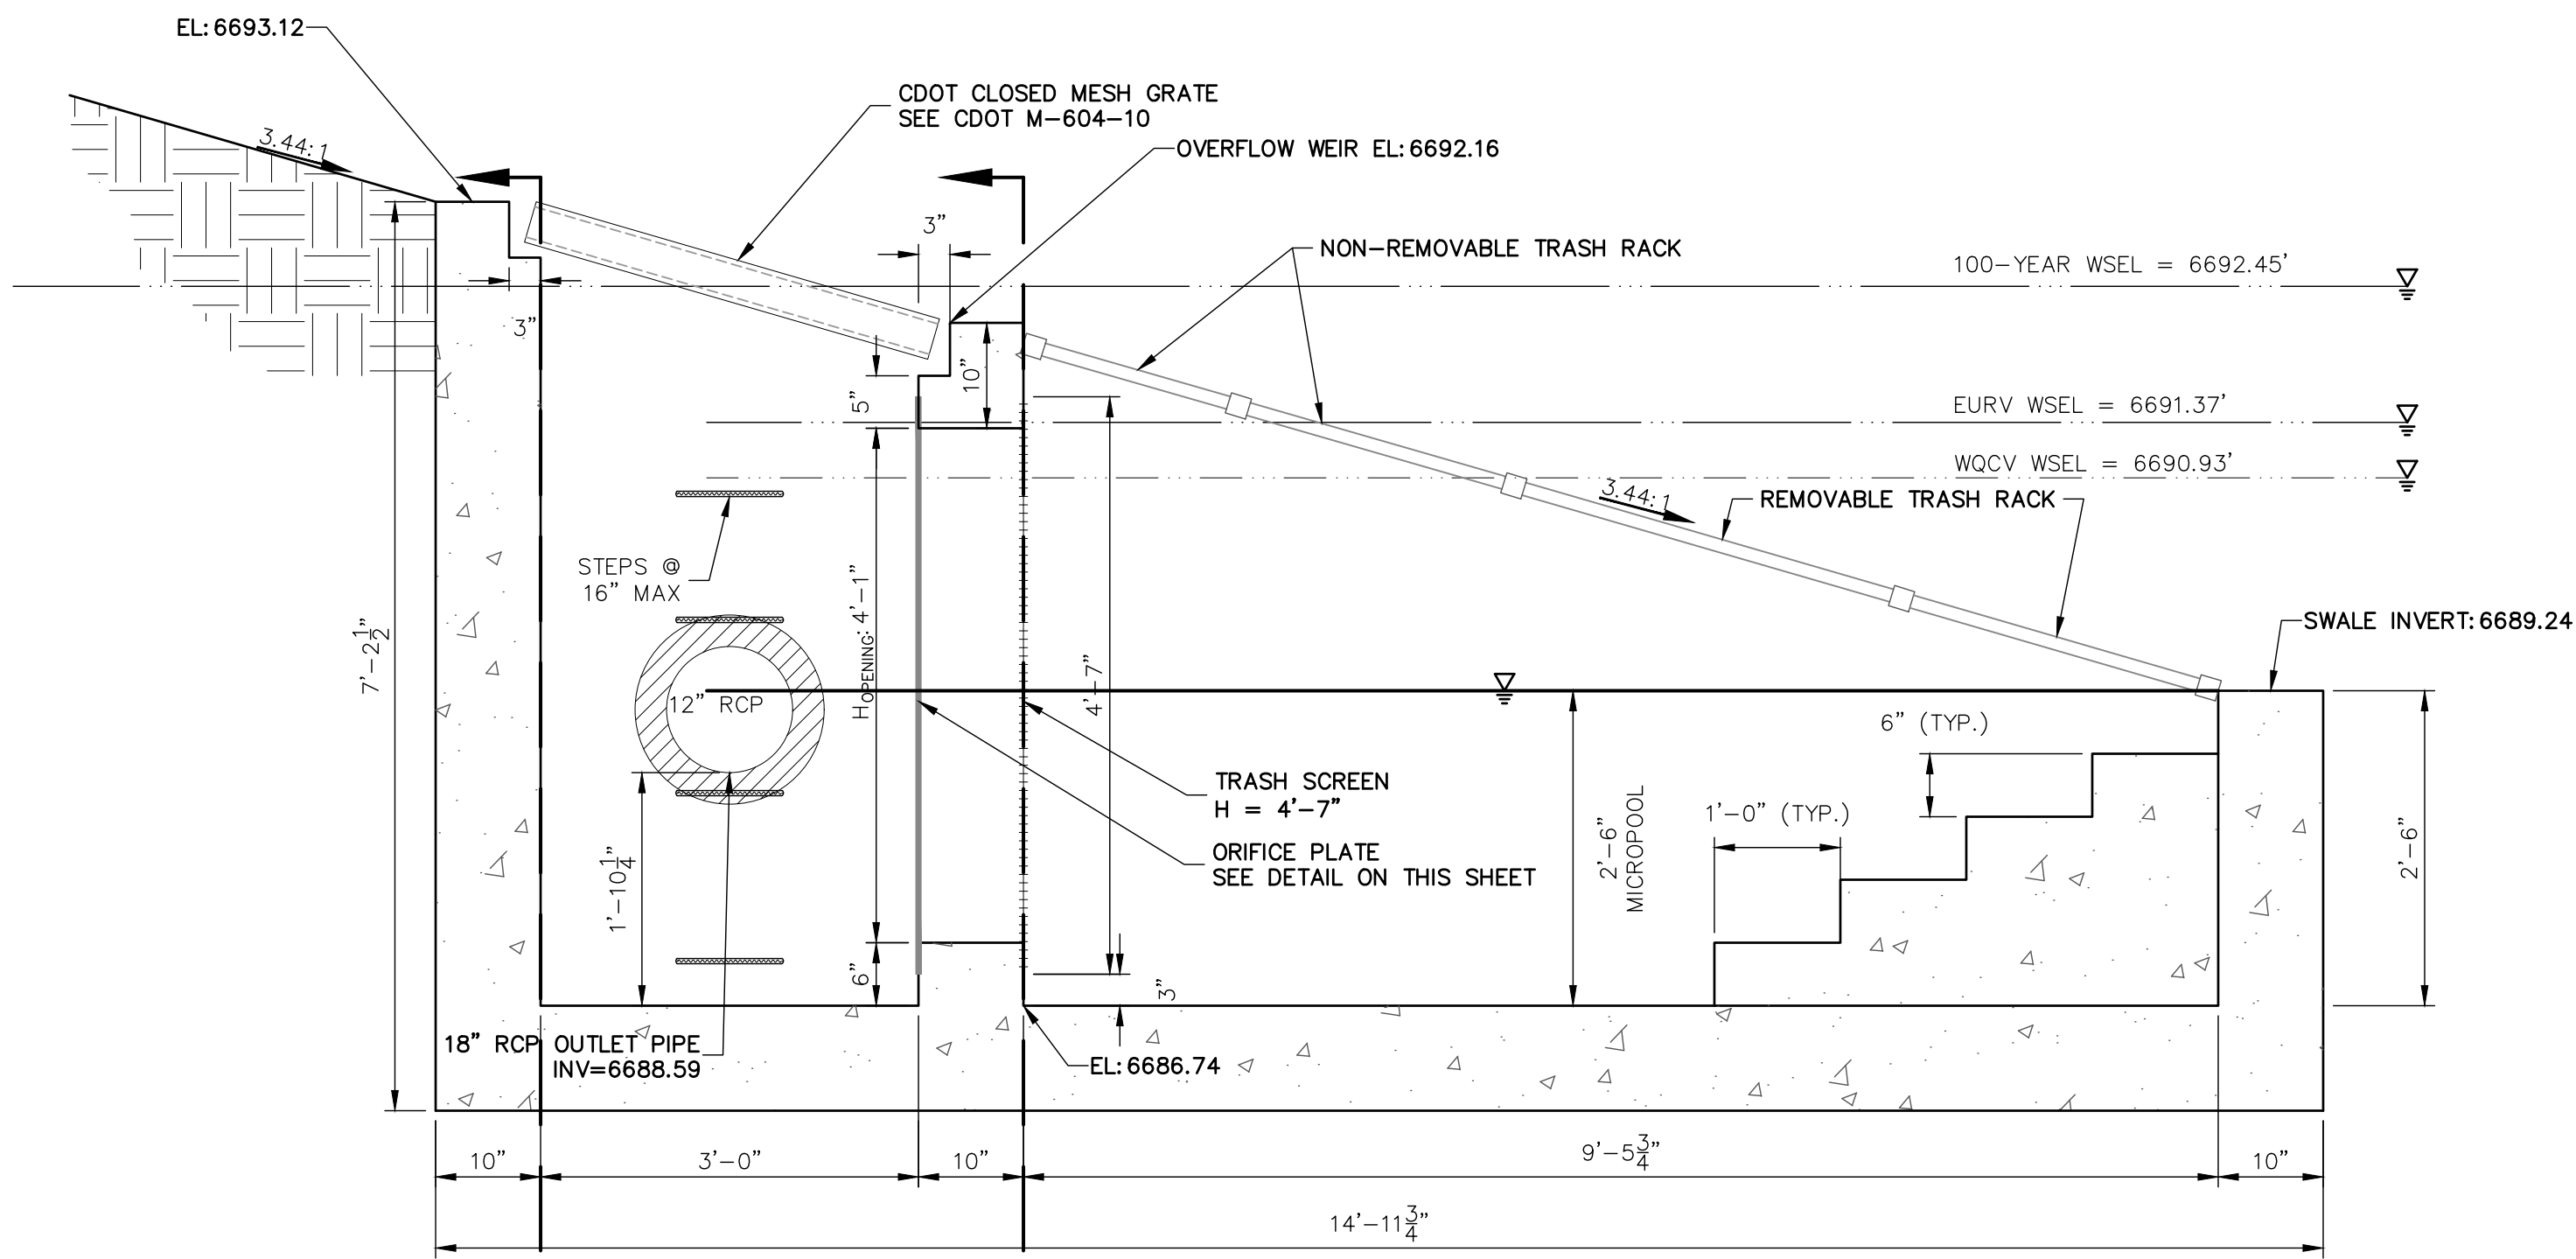 EL: 6693.12
CDOT CLOSED MESH GRATE
SEE CDOT M-604-10
OVERFLOW WEIR EL: 6692.16
3.44:1
3"
NON-REMOVABLE TRASH RACK
100-YEAR WSEL = 6692.45'
3"
10"
5"
EURV WSEL = 6691.37'
WQCV WSEL = 6690.93'
3.44:1
REMOVABLE TRASH RACK
STEPS @
16" MAX
SWALE INVERT: 6689.24
7'-2 1/2"
HOPENING: 4'-1"
4'-7"
12" RCP
6" (TYP.)
TRASH SCREEN
H = 4'-7"
1'-0" (TYP.)
2'-6"
MICROPOOL
2'-6"
ORIFICE PLATE
SEE DETAIL ON THIS SHEET
1'-10 1/4"
6"
3"
18" RCP OUTLET PIPE
INV=6688.59
EL: 6686.74
10"
3'-0"
10"
9'-5 3/4"
10"
14'-11 3/4"